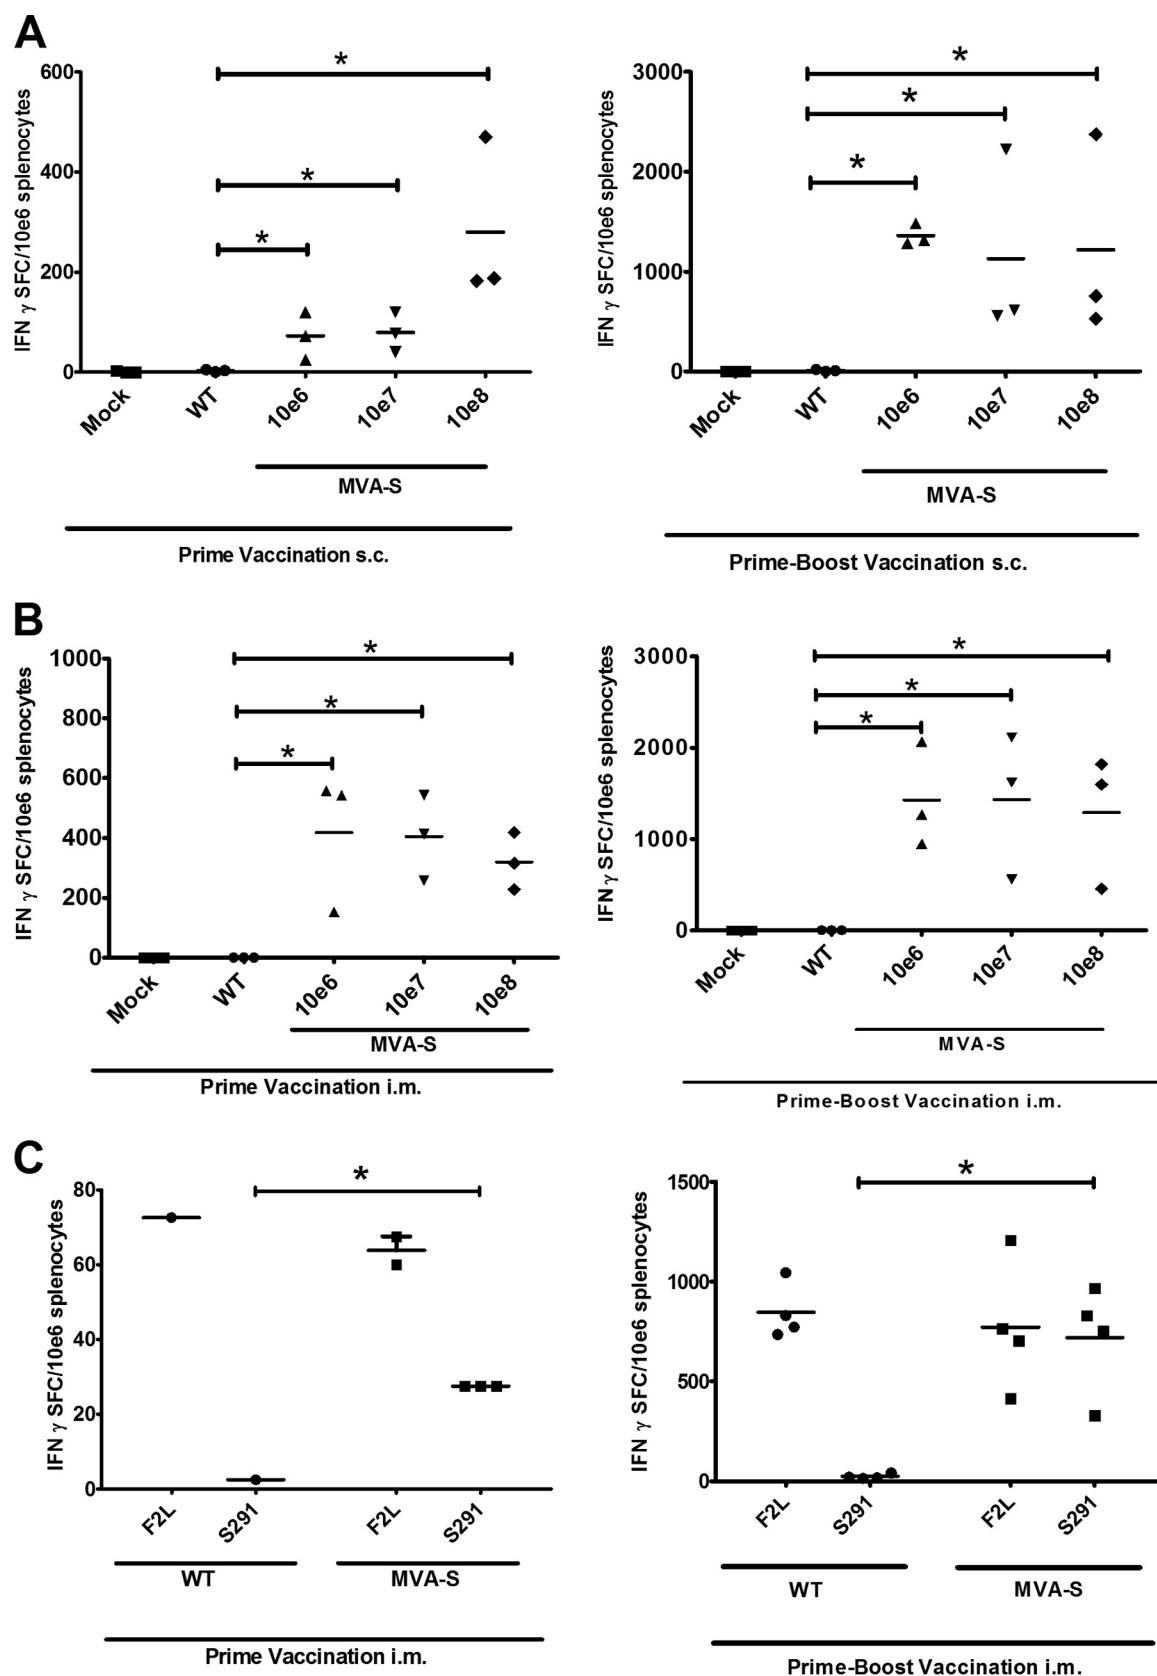 A
IFN γ SFC/10e6 splenocytes
600
400
200
0
*
*
*
Mock
WT
10e6
10e7
10e8
MVA-S
Prime Vaccination s.c.
IFN γ SFC/10e6 splenocytes
3000
2000
1000
0
*
*
*
Mock
WT
10e6
10e7
10e8
MVA-S
Prime-Boost Vaccination s.c.
B
IFN γ SFC/10e6 splenocytes
1000
800
600
400
200
0
*
*
*
Mock
WT
10e6
10e7
10e8
MVA-S
Prime Vaccination i.m.
IFN γ SFC/10e6 splenocytes
3000
2000
1000
0
*
*
*
Mock
WT
10e6
10e7
10e8
MVA-S
Prime-Boost Vaccination i.m.
C
IFN γ SFC/10e6 splenocytes
80
60
40
20
0
*
F2L
S291
F2L
S291
WT
MVA-S
Prime Vaccination i.m.
IFN γ SFC/10e6 splenocytes
1500
1000
500
0
*
F2L
S291
F2L
S291
WT
MVA-S
Prime-Boost Vaccination i.m.